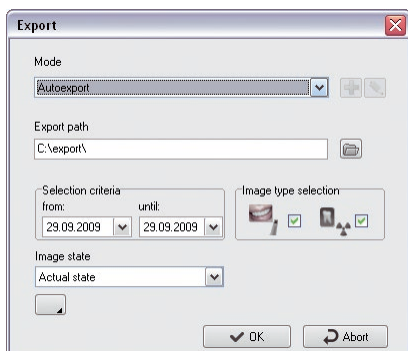 Export
Mode
Autoexport
Export path
C:\export\
Selection criteria
Image type selection
from:
until:
29.09.2009
29.09.2009
Image state
Actual state
OK
Abort